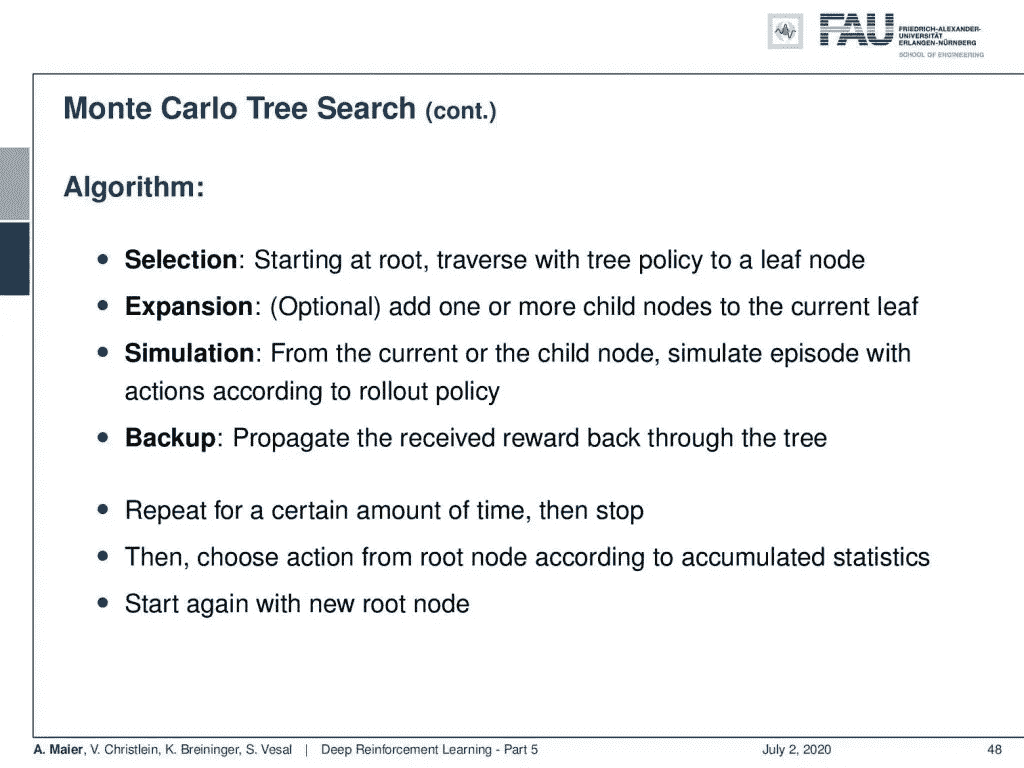 FAU
FRIEDRICH-ALEXANDER-
UNIVERSITÄT
ERLANGEN-NÜRNBERG
SCHOOL OF ENGINEERING
Monte Carlo Tree Search (cont.)
Algorithm:
• Selection: Starting at root, traverse with tree policy to a leaf node
• Expansion: (Optional) add one or more child nodes to the current leaf
• Simulation: From the current or the child node, simulate episode with
actions according to rollout policy
• Backup: Propagate the received reward back through the tree
• Repeat for a certain amount of time, then stop
• Then, choose action from root node according to accumulated statistics
• Start again with new root node
A. Maier, V. Christlein, K. Breininger, S. Vesal | Deep Reinforcement Learning - Part 5 July 2, 2020 48